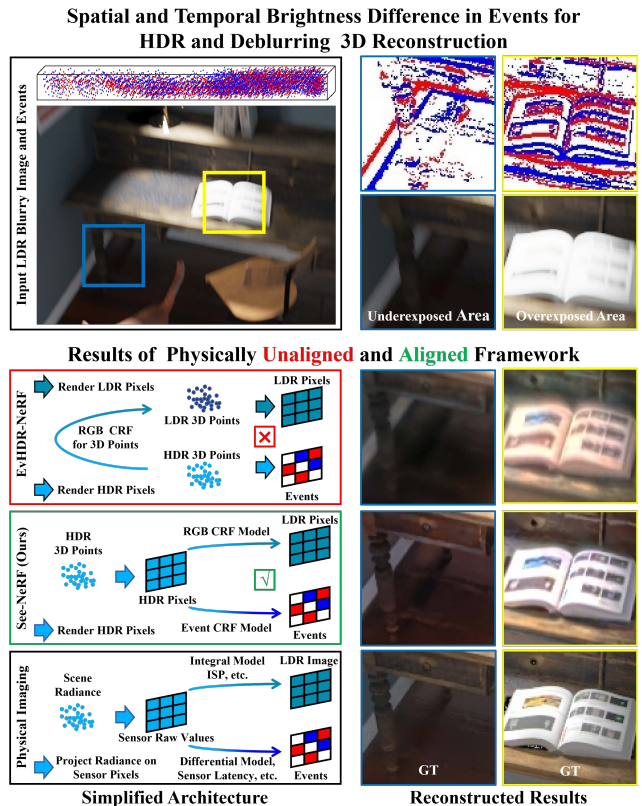 Spatial and Temporal Brightness Difference in Events for
HDR and Deblurring 3D Reconstruction
Input LDR Blurry Image and Events
Underexposed Area
Overexposed Area
Results of Physically Unaligned and Aligned Framework
EvHDR-NeRF
Render LDR Pixels
RGB CRF
for 3D Points
Render HDR Pixels
LDR 3D Points
HDR 3D Points
LDR Pixels
Events
See-NeRF (Ours)
HDR
3D Points
Render HDR Pixels
HDR Pixels
RGB CRF Model
Event CRF Model
LDR Pixels
√
Events
Physical Imaging
Scene
Radiance
Project Radiance on
Sensor Pixels
Sensor Raw Values
Integral Model
ISP, etc.
Differential Model,
Sensor Latency, etc.
LDR Image
Events
GT
GT
Simplified Architecture
Reconstructed Results